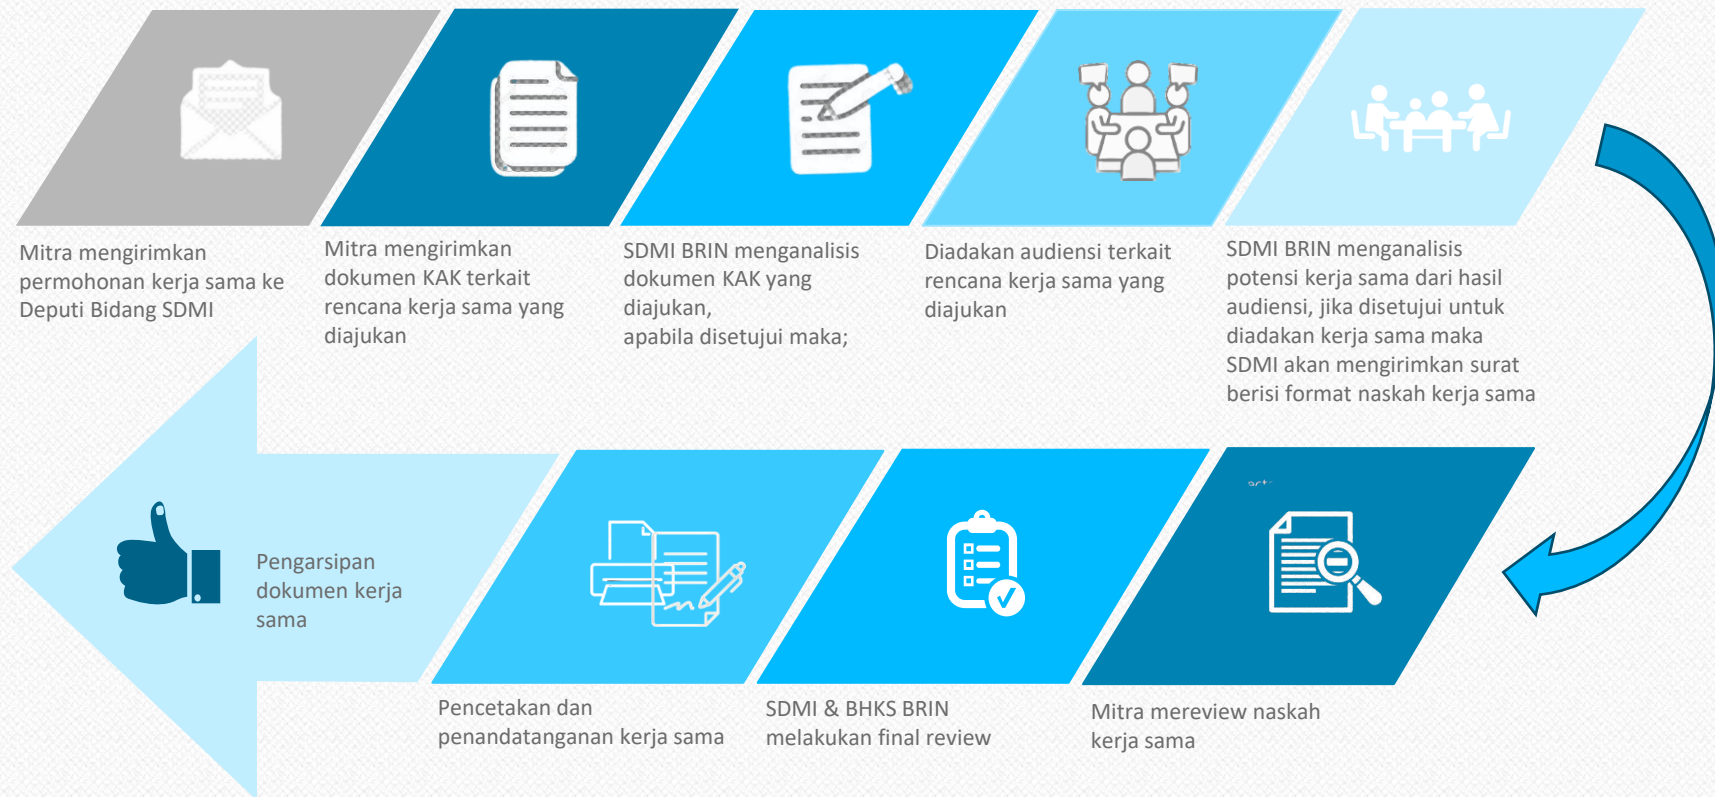 Mitra mengirimkan
permohonan kerja sama ke
Deputi Bidang SDMI
Mitra mengirimkan
dokumen KAK terkait
rencana kerja sama yang
diajukan
SDMI BRIN menganalisis
dokumen KAK yang
diajukan,
apabila disetujui maka;
Diadakan audiensi terkait
rencana kerja sama yang
diajukan
SDMI BRIN menganalisis
potensi kerja sama dari hasil
audiensi, jika disetujui untuk
diadakan kerja sama maka
SDMI akan mengirimkan surat
berisi format naskah kerja sama
Mitra mereview naskah
kerja sama
SDMI & BHKS BRIN
melakukan final review
Pencetakan dan
penandatanganan kerja sama
Pengarsipan
dokumen kerja
sama